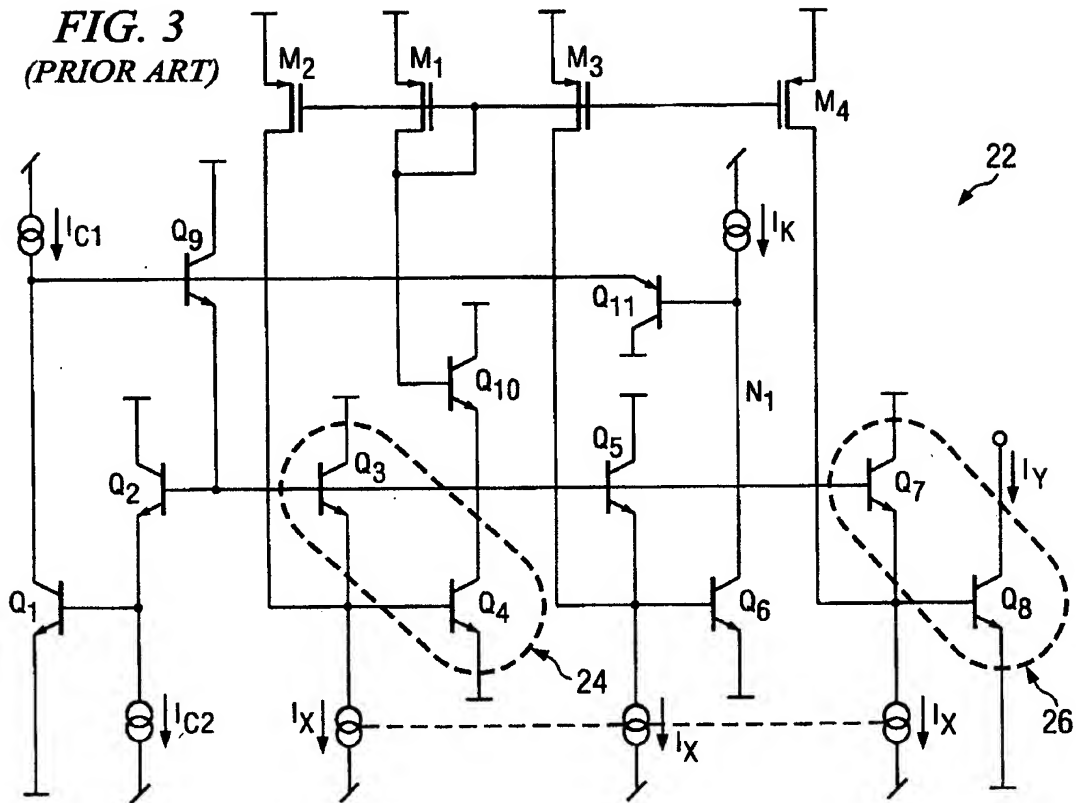 FIG. 3
(PRIOR ART)
M2
M1
M3
M4
22
IC1
Q9
IK
Q11
Q10
N1
Q5
IY
Q2
Q3
Q7
Q1
Q4
Q6
Q8
24
26
IC2
IX
IX
IX